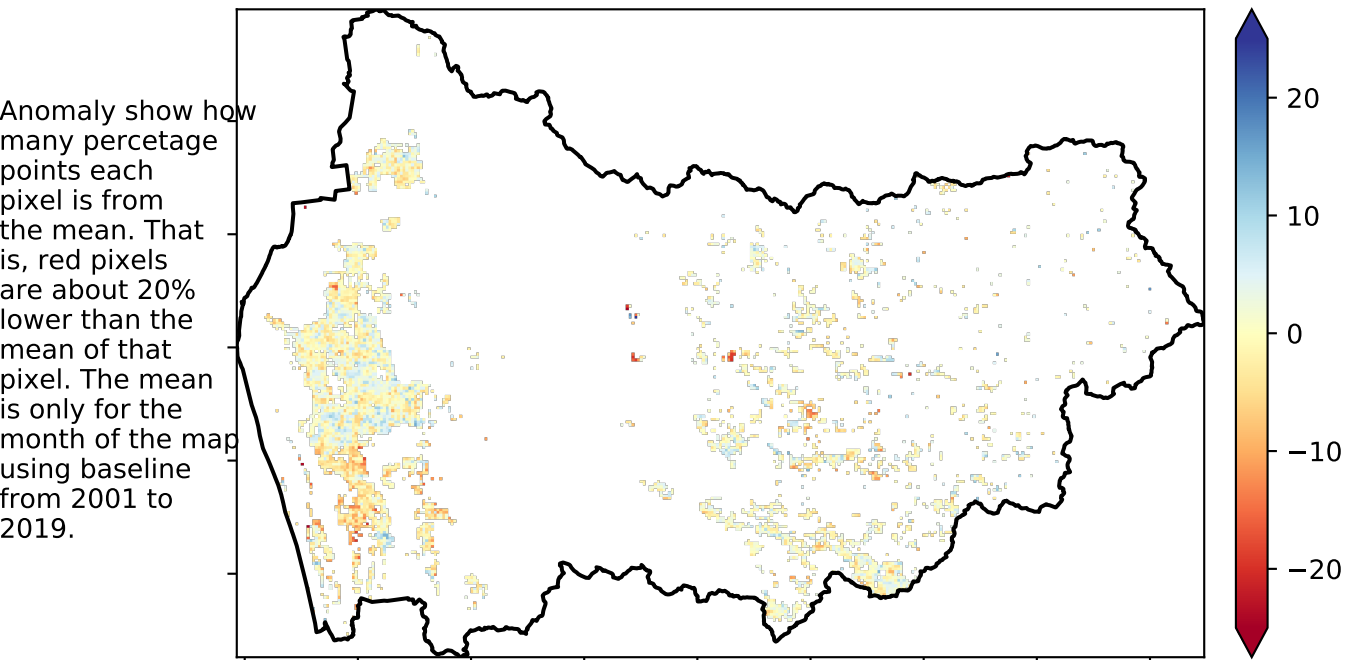 Anomaly show how
many percetage
points each
pixel is from
the mean. That
is, red pixels
are about 20%
lower than the
mean of that
pixel. The mean
is only for the
month of the map
using baseline
from 2001 to
2019.
20
10
0
−10
−20